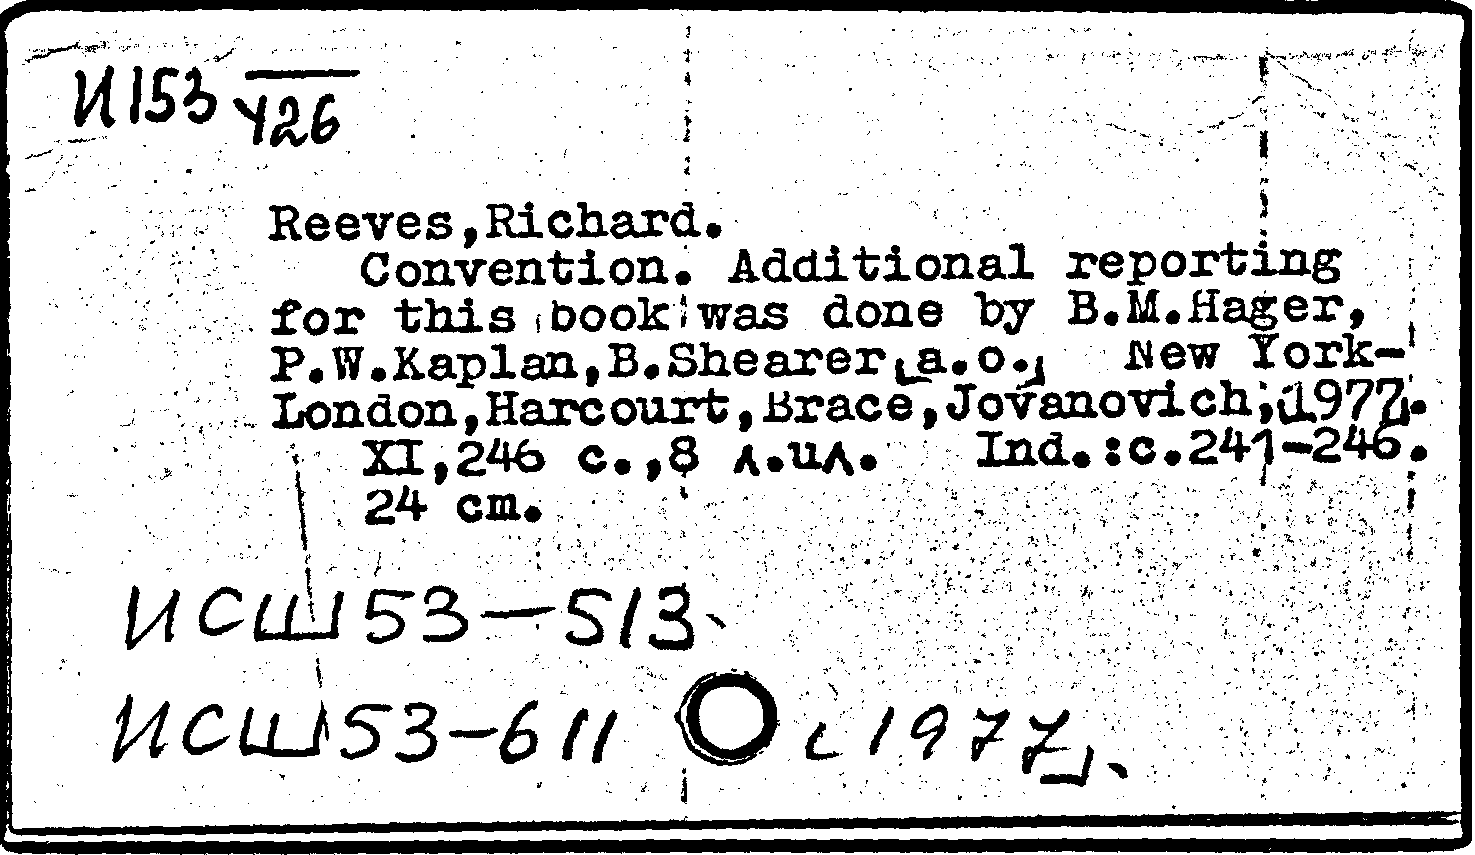 И153 426
Reeves,Richard.
Convention. Additional reporting
for this book was done by B.M.Hager,
P.W.Kaplan,B.Shearer [a.o.] New York-
London,Harcourt,Brace,Jovanovich,[1977].
XI,246 c.,8 л.ил. Ind.:c.241-246.
24 cm.
ИСШ53-513
ИСШ53-611 [1977].